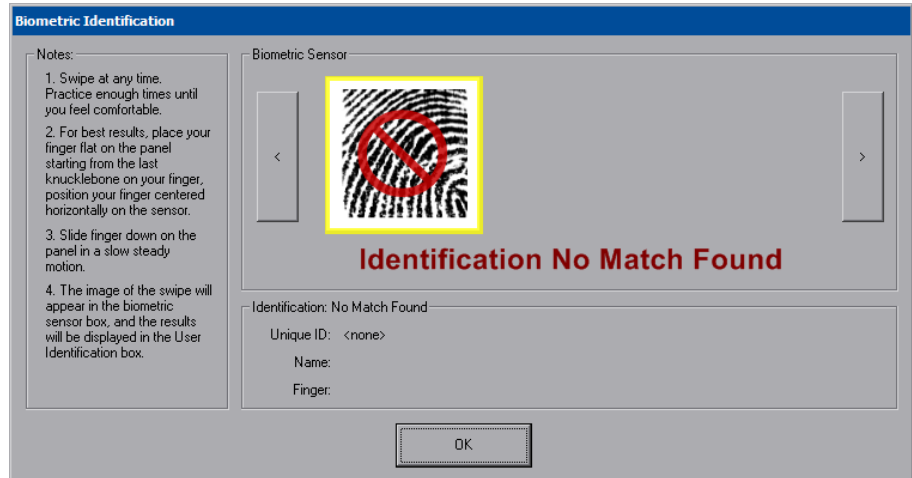 Biometric Identification
Notes:
1. Swipe at any time.
Practice enough times until
you feel comfortable.
2. For best results, place your
finger flat on the panel
starting from the last
knucklebone on your finger,
position your finger centered
horizontally on the sensor.
3. Slide finger down on the
panel in a slow steady
motion.
4. The image of the swipe will
appear in the biometric
sensor box, and the results
will be displayed in the User
Identification box.
Biometric Sensor
<
>
Identification No Match Found
Identification: No Match Found
Unique ID: <none>
Name:
Finger:
OK